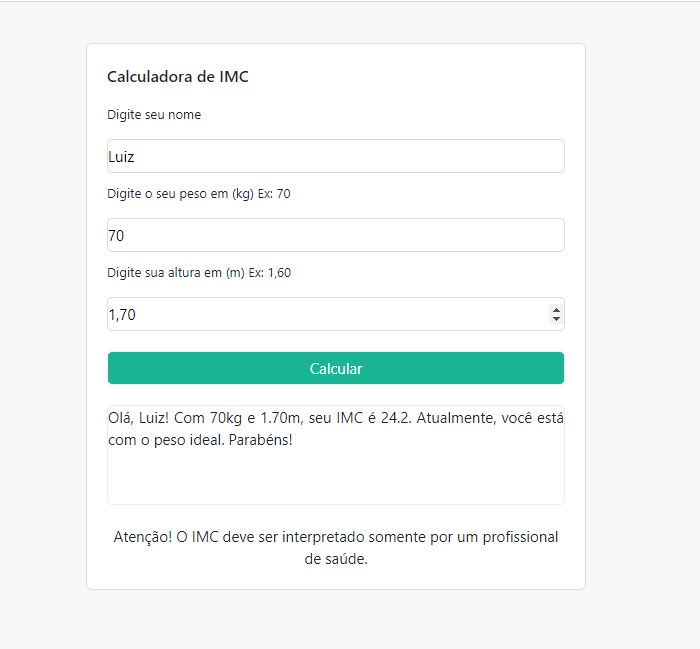 Calculadora de IMC
Digite seu nome
Luiz
Digite o seu peso em (kg) Ex: 70
70
Digite sua altura em (m) Ex: 1,60
1,70
Calcular
Olá, Luiz! Com 70kg e 1.70m, seu IMC é 24.2. Atualmente, você está
com o peso ideal. Parabéns!
Atenção! O IMC deve ser interpretado somente por um profissional
de saúde.